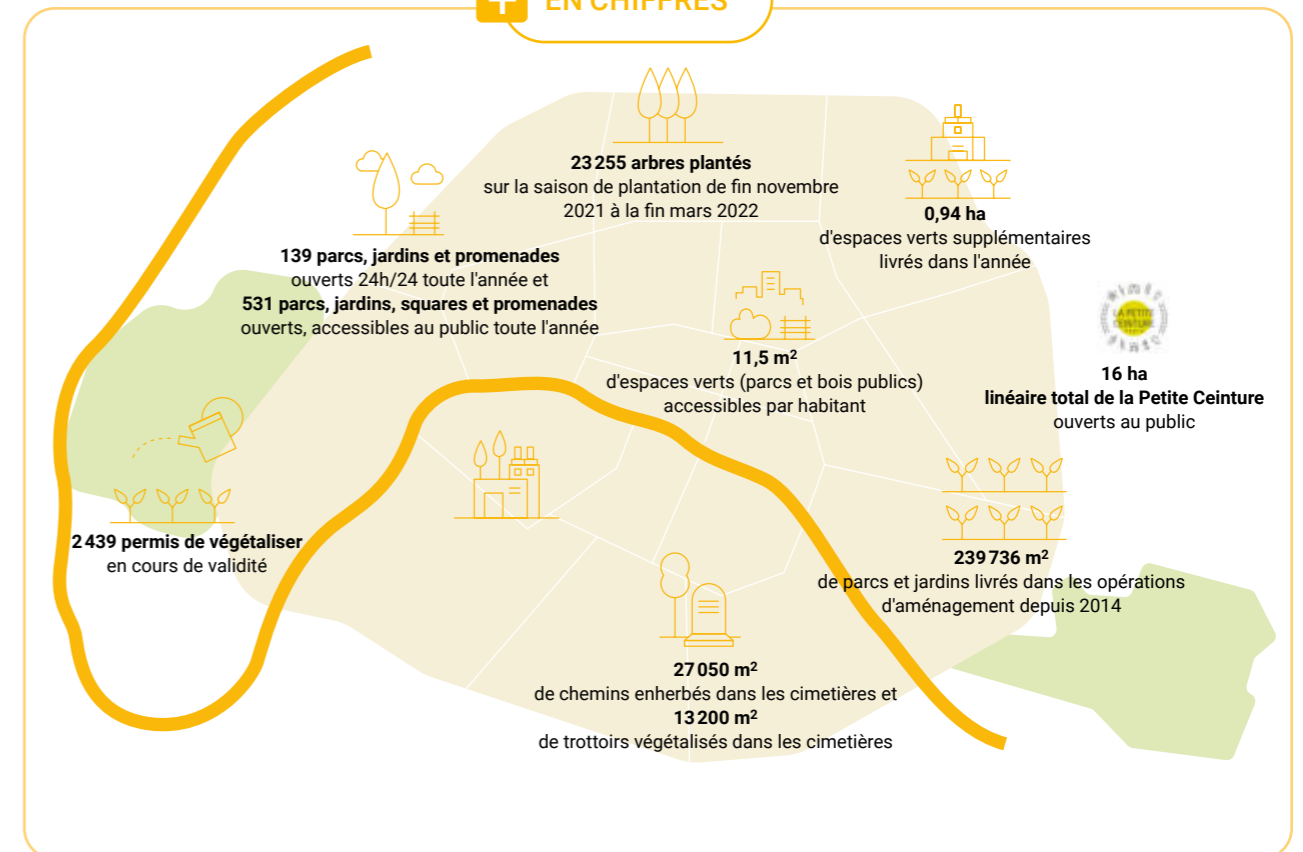 EN CHIFFRES
23 255 arbres plantés
sur la saison de plantation de fin novembre
2021 à la fin mars 2022
0,94 ha
d'espaces verts supplémentaires
livrés dans l'année
139 parcs, jardins et promenades
ouverts 24h/24 toute l'année et
531 parcs, jardins, squares et promenades
ouverts, accessibles au public toute l'année
11,5 m²
d'espaces verts (parcs et bois publics)
accessibles par habitant
LA PETITE
CEINTURE
16 ha
linéaire total de la Petite Ceinture
ouverts au public
2 439 permis de végétaliser
en cours de validité
239 736 m²
de parcs et jardins livrés dans les opérations
d'aménagement depuis 2014
27 050 m²
de chemins enherbés dans les cimetières et
13 200 m²
de trottoirs végétalisés dans les cimetières